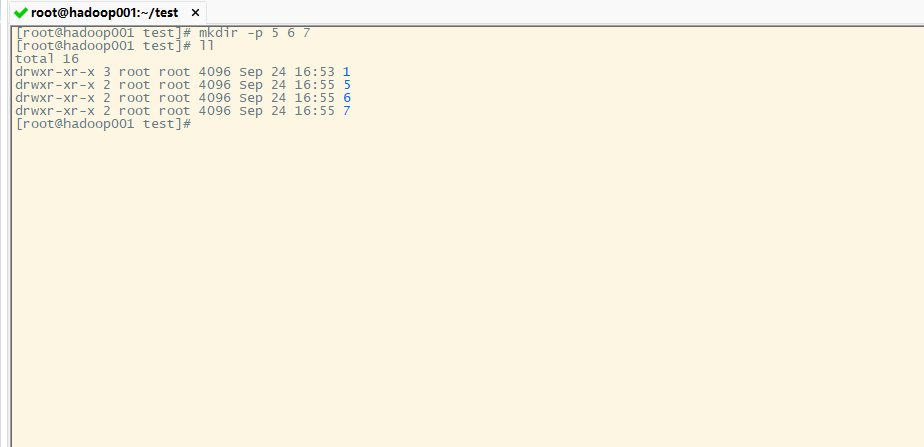 root@hadoop001:~/test ×
[root@hadoop001 test]# mkdir -p 5 6 7
[root@hadoop001 test]# ll
total 16
drwxr-xr-x 3 root root 4096 Sep 24 16:53 1
drwxr-xr-x 2 root root 4096 Sep 24 16:55 5
drwxr-xr-x 2 root root 4096 Sep 24 16:55 6
drwxr-xr-x 2 root root 4096 Sep 24 16:55 7
[root@hadoop001 test]#